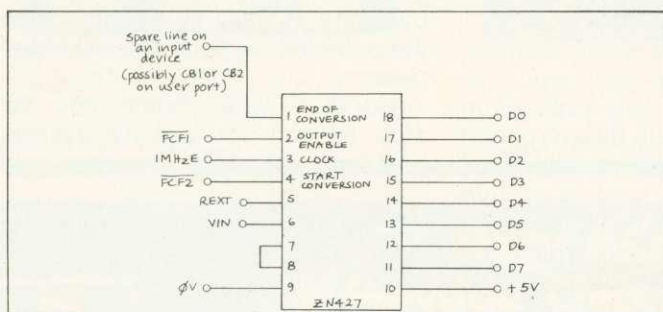 Spare line on
an input
device
(possibly CB1 or CB2
on user port)
1 END OF CONVERSION 18 D0
FCF1 2 OUTPUT ENABLE 17 D1
1MHzE 3 CLOCK 16 D2
FCF2 4 START CONVERSION 15 D3
REXT 5 14 D4
VIN 6 13 D5
7 12 D6
8 11 D7
ØV 9 10 +5V
ZN427